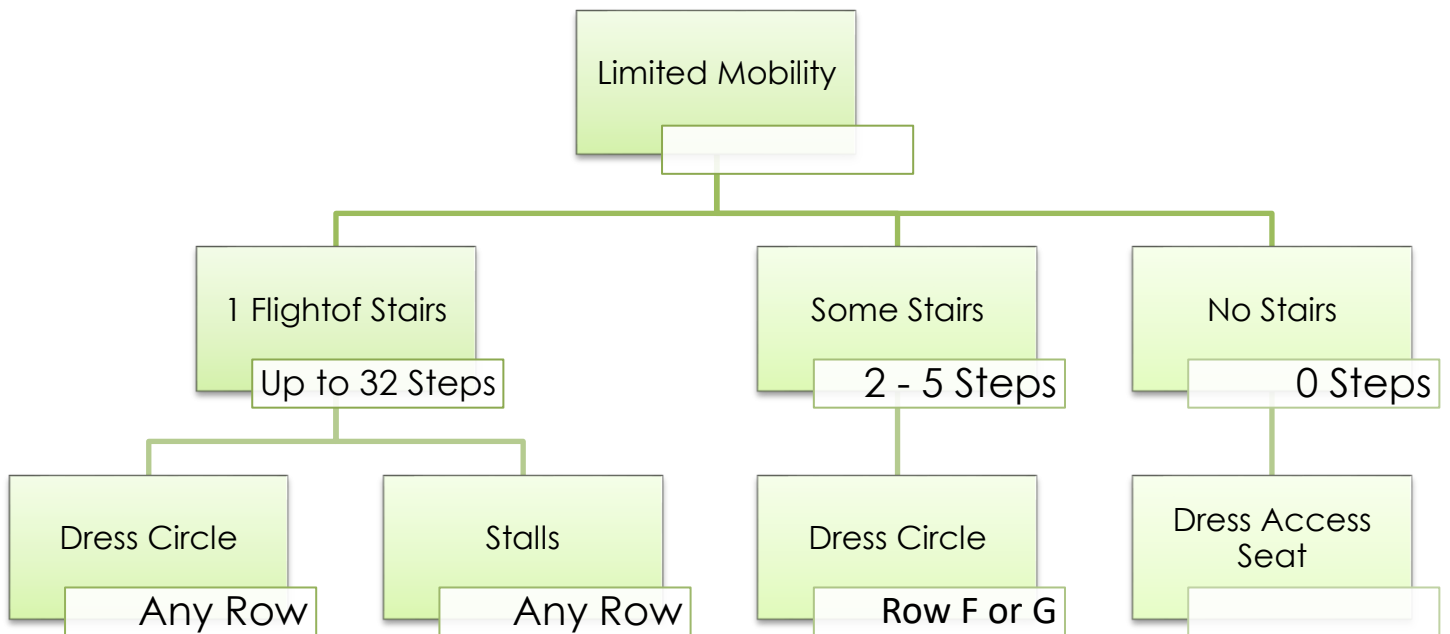 Limited Mobility
1 Flightof Stairs
Up to 32 Steps
Some Stairs
2 - 5 Steps
No Stairs
0 Steps
Dress Circle
Any Row
Stalls
Any Row
Dress Circle
Row F or G
Dress Access
Seat